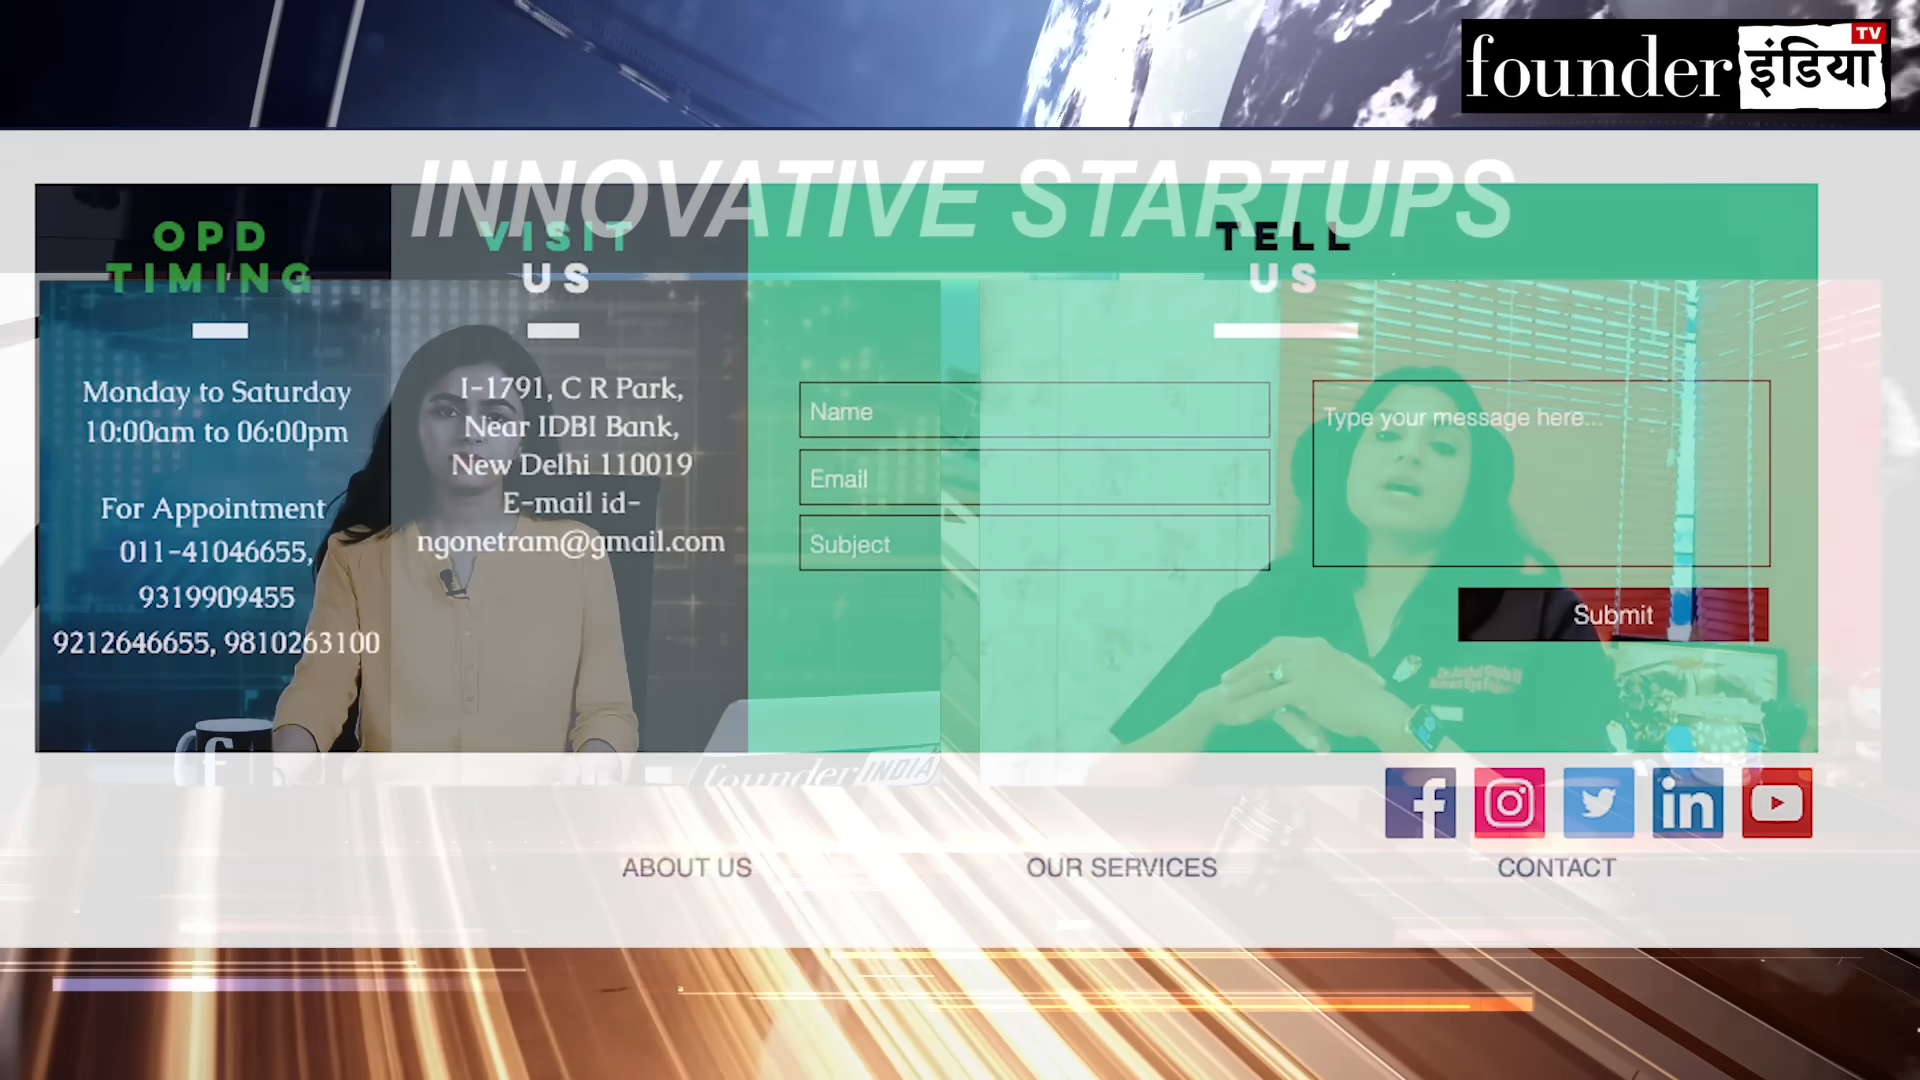 founder इंडिया TV
INNOVATIVE STARTUPS
OPD
TIMING
Monday to Saturday
10:00am to 06:00pm
For Appointment
011-41046655,
9319909455
9212646655, 9810263100
VISIT
US
I-1791, C R Park,
Near IDBI Bank,
New Delhi 110019
E-mail id-
ngonetram@gmail.com
TELL
US
Name
Email
Subject
Type your message here...
Submit
f
founder INDIA
ABOUT US
OUR SERVICES
CONTACT